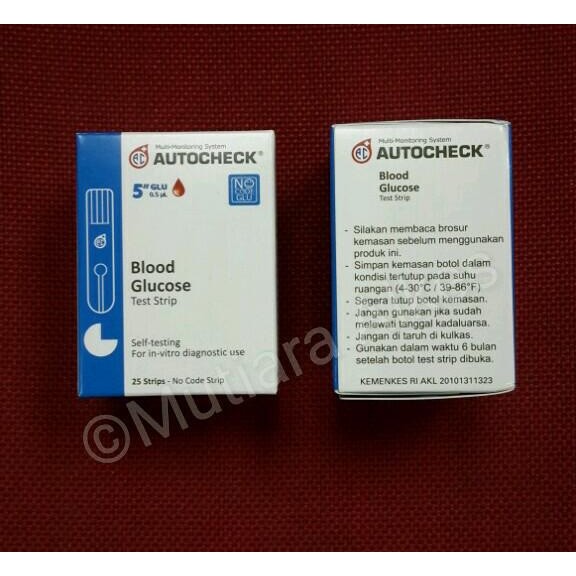 Multi-Monitoring System
AC AUTOCHECK®
5" GLU
0.5 µL
NO
CODE
GLU
AC
Blood
Glucose
Test Strip
Self-testing
For in-vitro diagnostic use
25 Strips - No Code Strip
Multi-Monitoring System
AC AUTOCHECK®
Blood
Glucose
Test Strip
- Silakan membaca brosur
kemasan sebelum menggunakan
produk ini.
- Simpan kemasan botol dalam
kondisi tertutup pada suhu
ruangan (4-30°C / 39-86°F)
- Segera tutup botol kemasan.
- Jangan gunakan jika sudah
melewati tanggal kadaluarsa.
- Jangan di taruh di kulkas.
- Gunakan dalam waktu 6 bulan
setelah botol test strip dibuka.
KEMENKES RI AKL 20101311323
©Mutiara